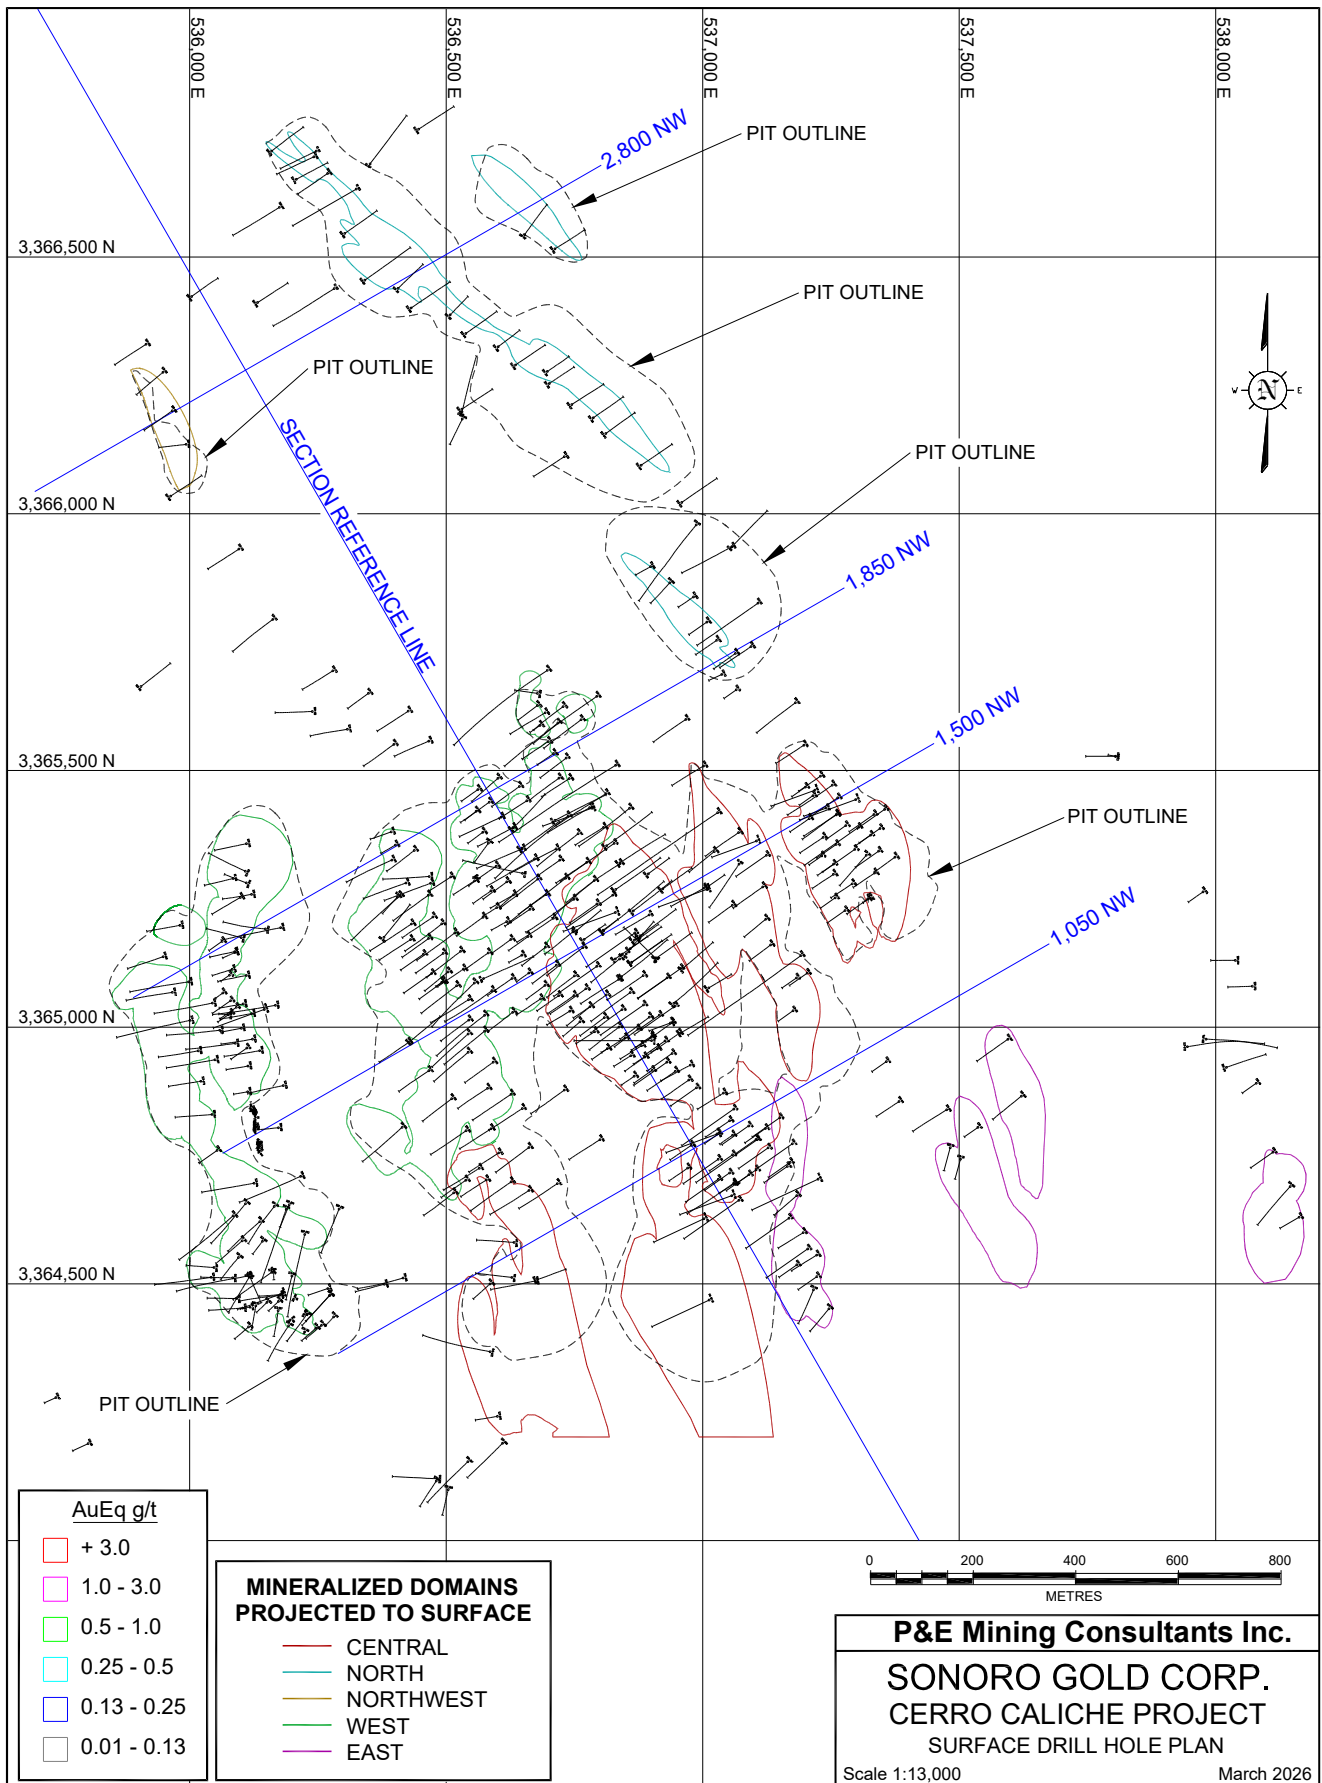 536,000 E
536,500 E
537,000 E
537,500 E
538,000 E
2,800 NW
PIT OUTLINE
3,366,500 N
PIT OUTLINE
PIT OUTLINE
W
N
E
SECTION REFERENCE LINE
PIT OUTLINE
3,366,000 N
1,850 NW
1,500 NW
3,365,500 N
PIT OUTLINE
1,050 NW
3,365,000 N
3,364,500 N
PIT OUTLINE
AuEq g/t
+ 3.0
1.0 - 3.0
0.5 - 1.0
0.25 - 0.5
0.13 - 0.25
0.01 - 0.13
MINERALIZED DOMAINS
PROJECTED TO SURFACE
CENTRAL
NORTH
NORTHWEST
WEST
EAST
0 200 400 600 800
METRES
P&E Mining Consultants Inc.
SONORO GOLD CORP.
CERRO CALICHE PROJECT
SURFACE DRILL HOLE PLAN
Scale 1:13,000 March 2026